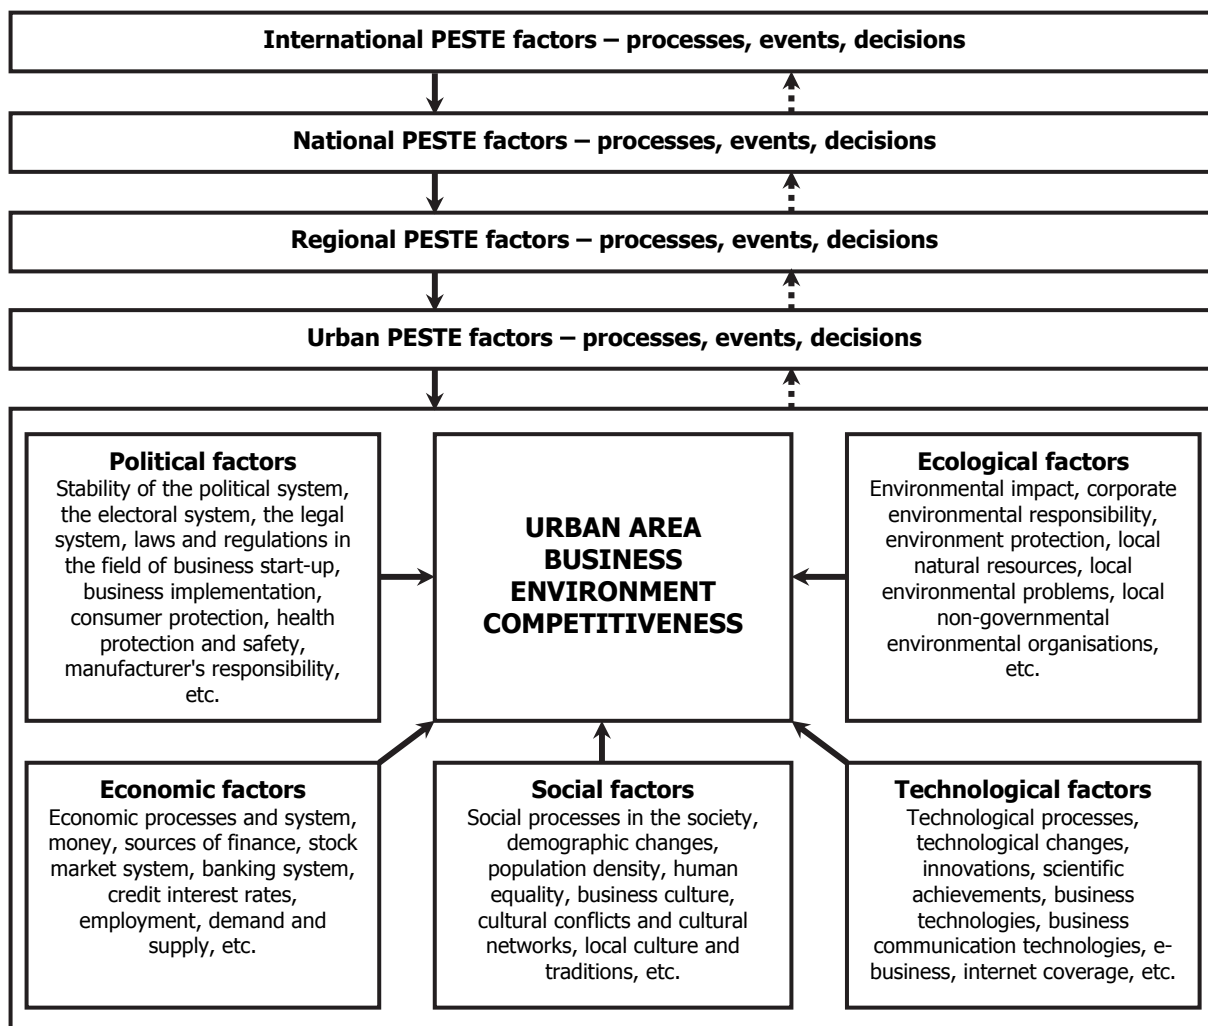 International PESTE factors – processes, events, decisions
National PESTE factors – processes, events, decisions
Regional PESTE factors – processes, events, decisions
Urban PESTE factors – processes, events, decisions
Political factors
Stability of the political system,
the electoral system, the legal
system, laws and regulations in
the field of business start-up,
business implementation,
consumer protection, health
protection and safety,
manufacturer's responsibility,
etc.
URBAN AREA
BUSINESS
ENVIRONMENT
COMPETITIVENESS
Ecological factors
Environmental impact, corporate
environmental responsibility,
environment protection, local
natural resources, local
environmental problems, local
non-governmental
environmental organisations,
etc.
Economic factors
Economic processes and system,
money, sources of finance, stock
market system, banking system,
credit interest rates,
employment, demand and
supply, etc.
Social factors
Social processes in the society,
demographic changes,
population density, human
equality, business culture,
cultural conflicts and cultural
networks, local culture and
traditions, etc.
Technological factors
Technological processes,
technological changes,
innovations, scientific
achievements, business
technologies, business
communication technologies, e-
business, internet coverage, etc.